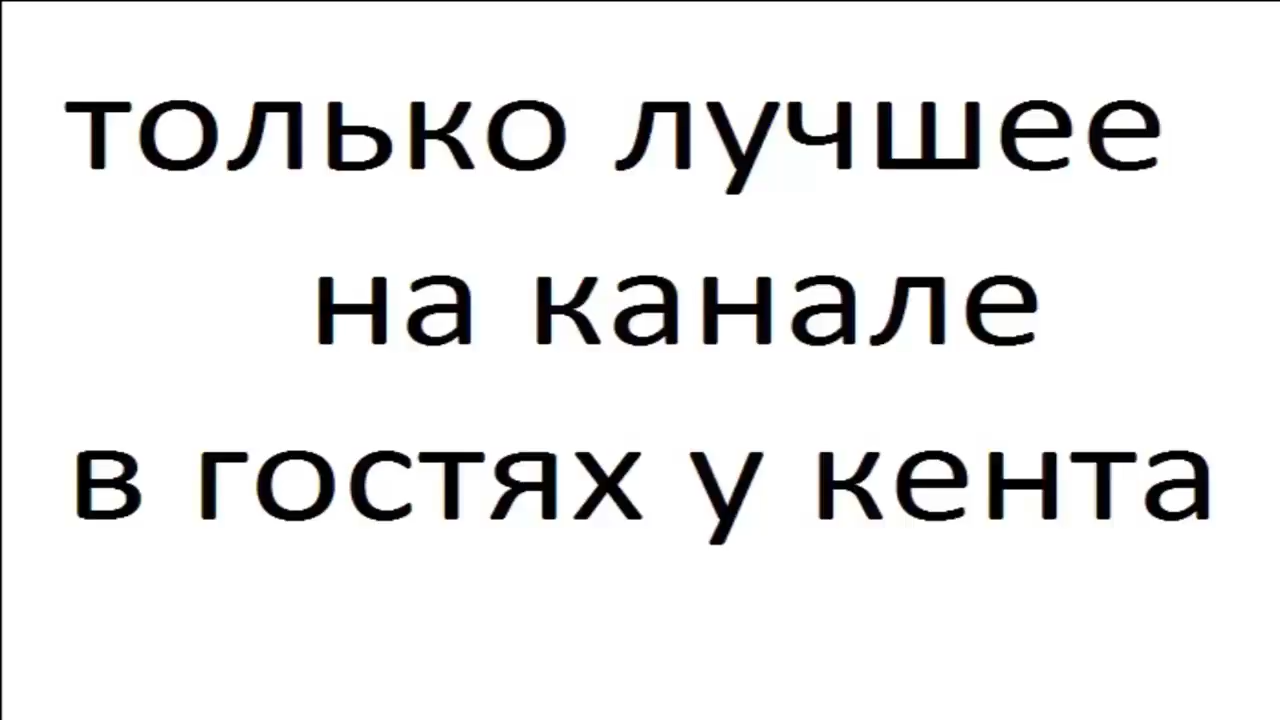 только лучшее
на канале
в гостях у кента